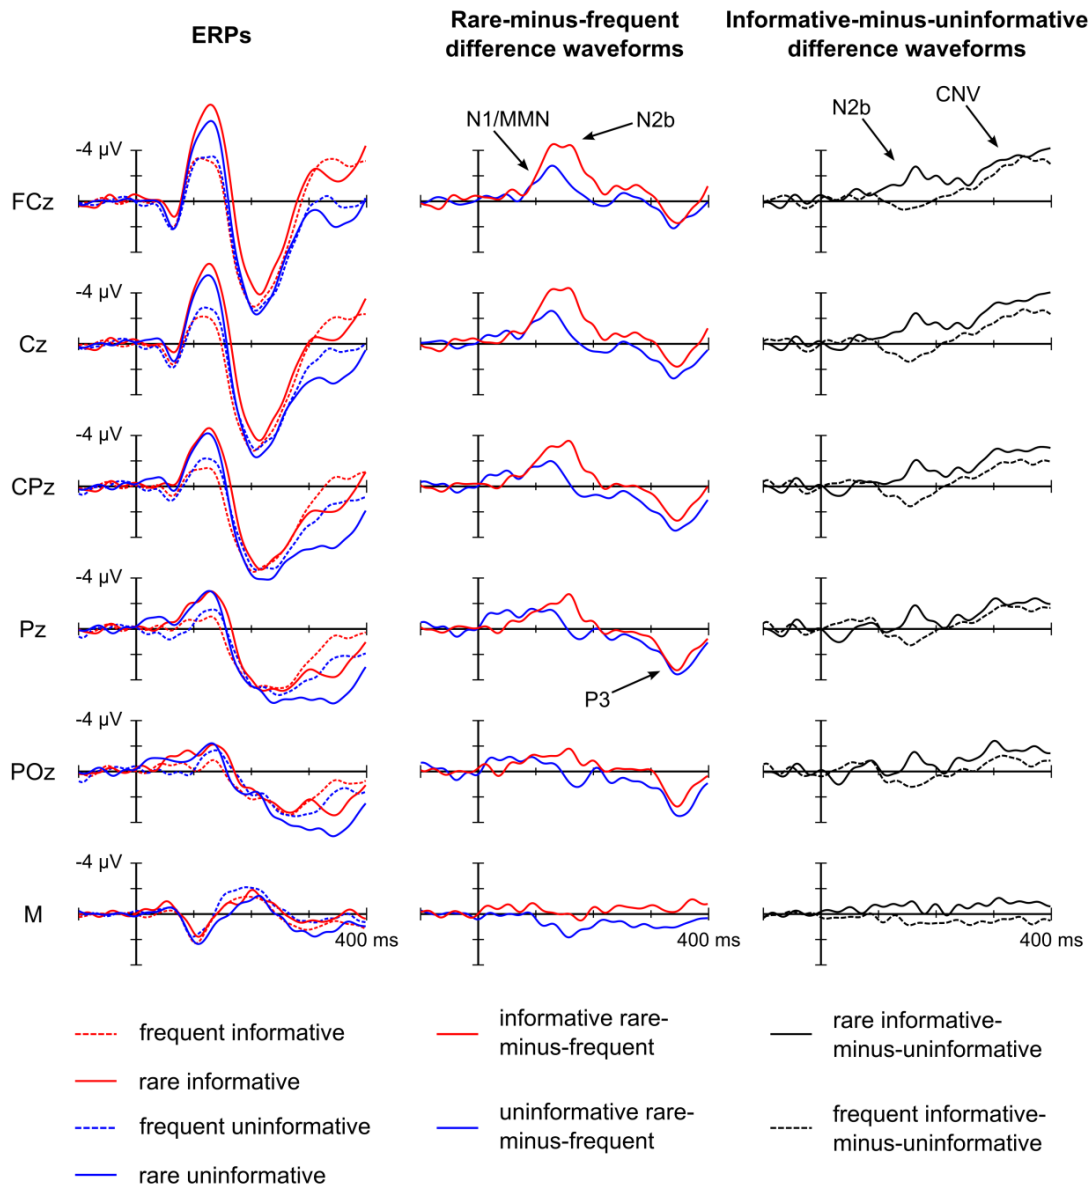 ERPs
Rare-minus-frequent
difference waveforms
Informative-minus-uninformative
difference waveforms
N1/MMN
N2b
N2b
CNV
-4 µV
FCz
-4 µV
Cz
-4 µV
CPz
-4 µV
Pz
P3
-4 µV
POz
-4 µV
M
400 ms
400 ms
400 ms
frequent informative
rare informative
frequent uninformative
rare uninformative
informative rare-
minus-frequent
uninformative rare-
minus-frequent
rare informative-
minus-uninformative
frequent informative-
minus-uninformative